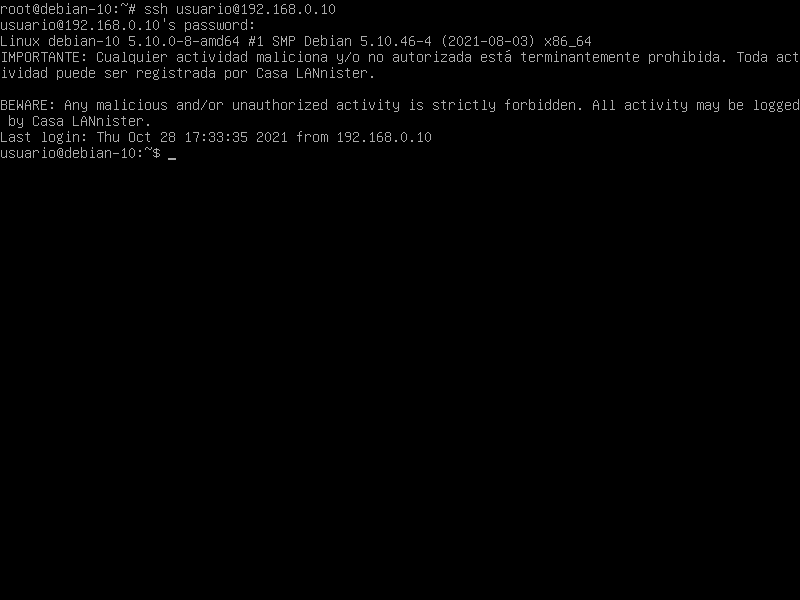 root@debian-10:~# ssh usuario@192.168.0.10
usuario@192.168.0.10's password:
Linux debian-10 5.10.0-8-amd64 #1 SMP Debian 5.10.46-4 (2021-08-03) x86_64
IMPORTANTE: Cualquier actividad maliciona y/o no autorizada está terminantemente prohibida. Toda act
ividad puede ser registrada por Casa LANnister.

BEWARE: Any malicious and/or unauthorized activity is strictly forbidden. All activity may be logged
 by Casa LANnister.
Last login: Thu Oct 28 17:33:35 2021 from 192.168.0.10
usuario@debian-10:~$ _